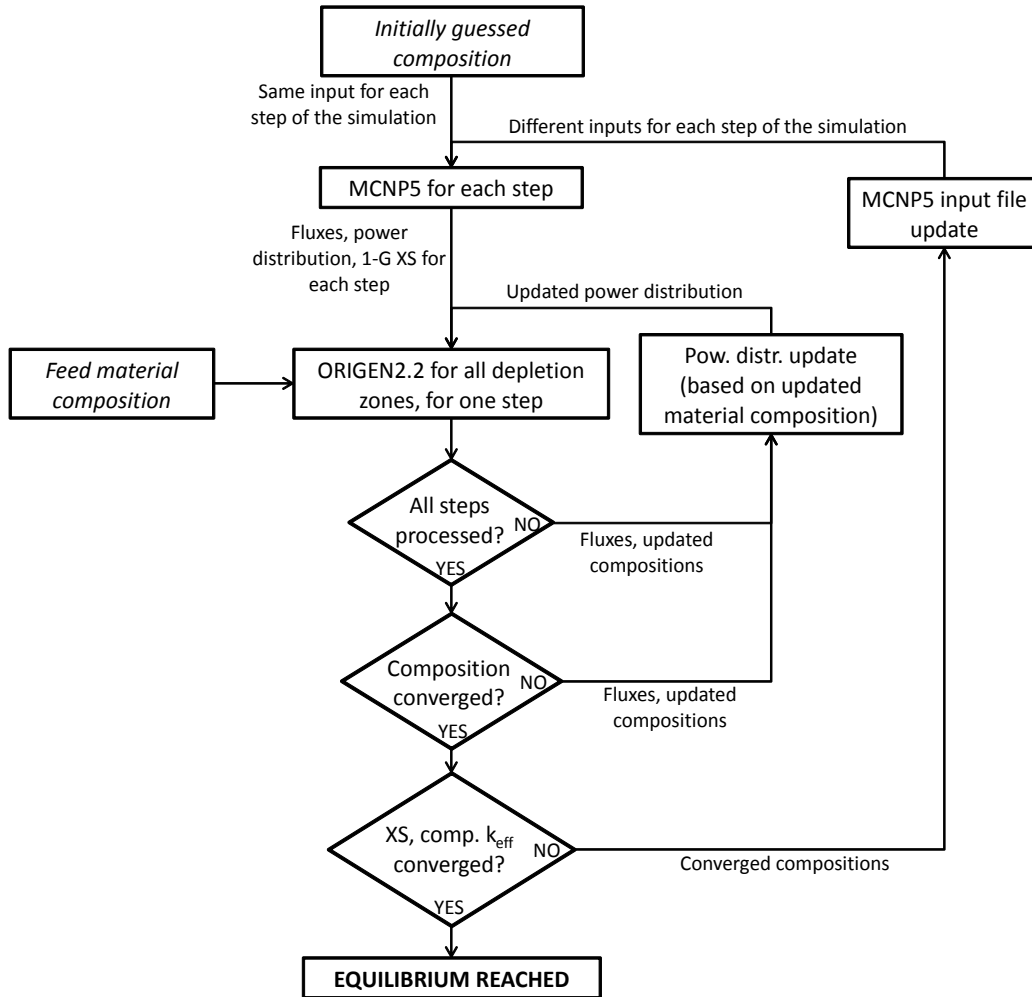 Initially guessed
composition
Same input for each
step of the simulation
Different inputs for each step of the simulation
MCNP5 for each step
MCNP5 input file
update
Fluxes, power
distribution, 1-G XS for
each step
Updated power distribution
Feed material
composition
ORIGEN2.2 for all depletion
zones, for one step
Pow. distr. update
(based on updated
material composition)
All steps
processed?
NO
YES
Fluxes, updated
compositions
Composition
converged?
NO
YES
Fluxes, updated
compositions
XS, comp. keff
converged?
NO
YES
Converged compositions
EQUILIBRIUM REACHED